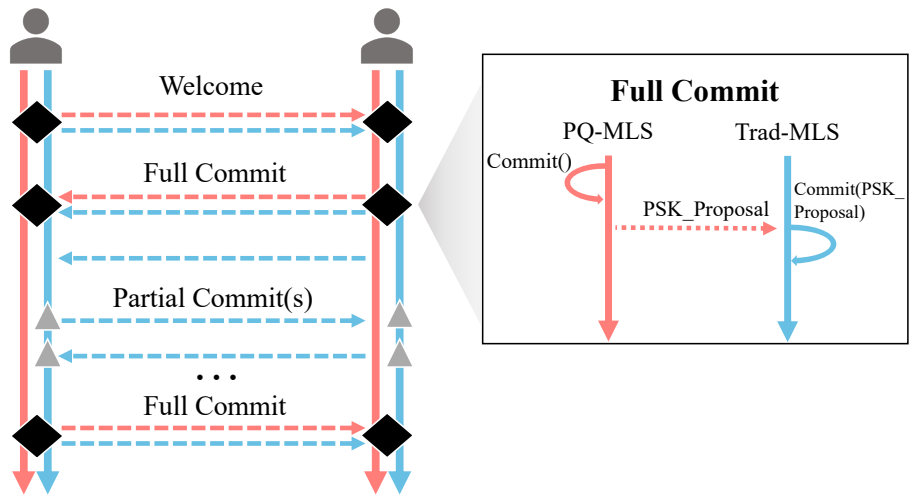 Welcome
Full Commit
Partial Commit(s)
...
Full Commit
Full Commit
PQ-MLS
Trad-MLS
Commit()
PSK_Proposal
Commit(PSK_
Proposal)